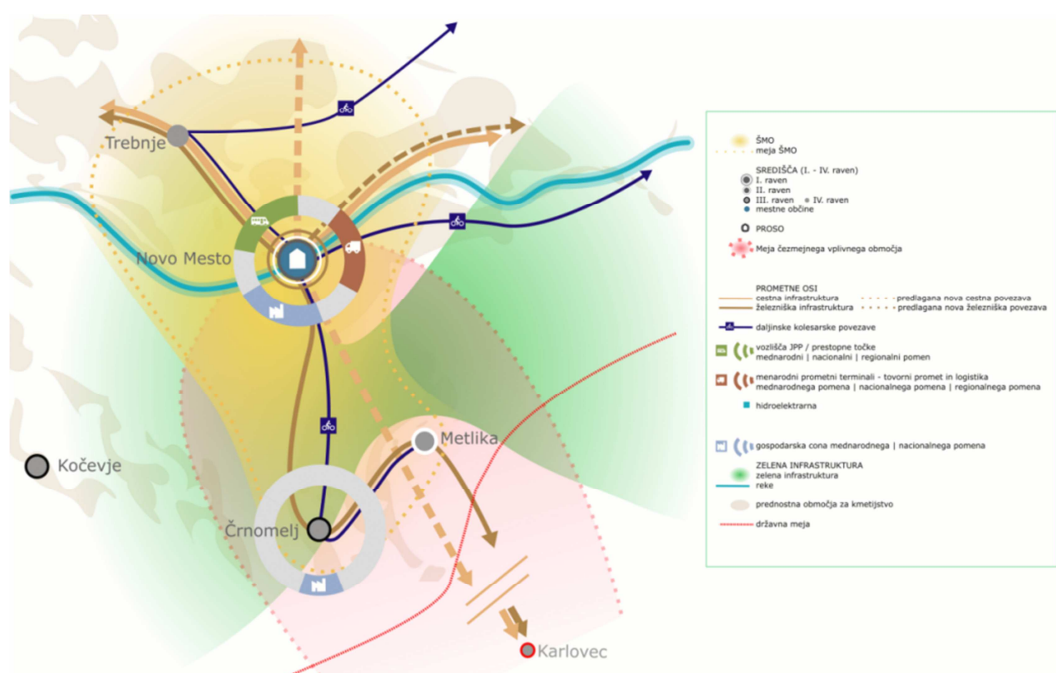 Trebnje
Novo Mesto
Kočevje
Metlika
Črnomelj
Karlovec
ŠMO
meja ŠMO
SREDIŠČA (I. - IV. raven)
I. raven
II. raven
III. raven IV. raven
mestne občine
PROSO
Meja čezmejnega vplivnega območja
PROMETNE OSI
cestna infrastruktura predlagana nova cestna povezava
železniška infrastruktura predlagana nova železniška povezava
daljinske kolesarske povezave
vozlišča JPP / prestopne točke
mednarodni | nacionalni | regionalni pomen
menarodni prometni terminali - tovorni promet in logistika
mednarodnega pomena | nacionalnega pomena | regionalnega pomena
hidroelektrarna
gospodarska cona mednarodnega | nacionalnega pomena
ZELENA INFRASTRUKTURA
zelena infrastruktura
reke
prednostna območja za kmetijstvo
državna meja